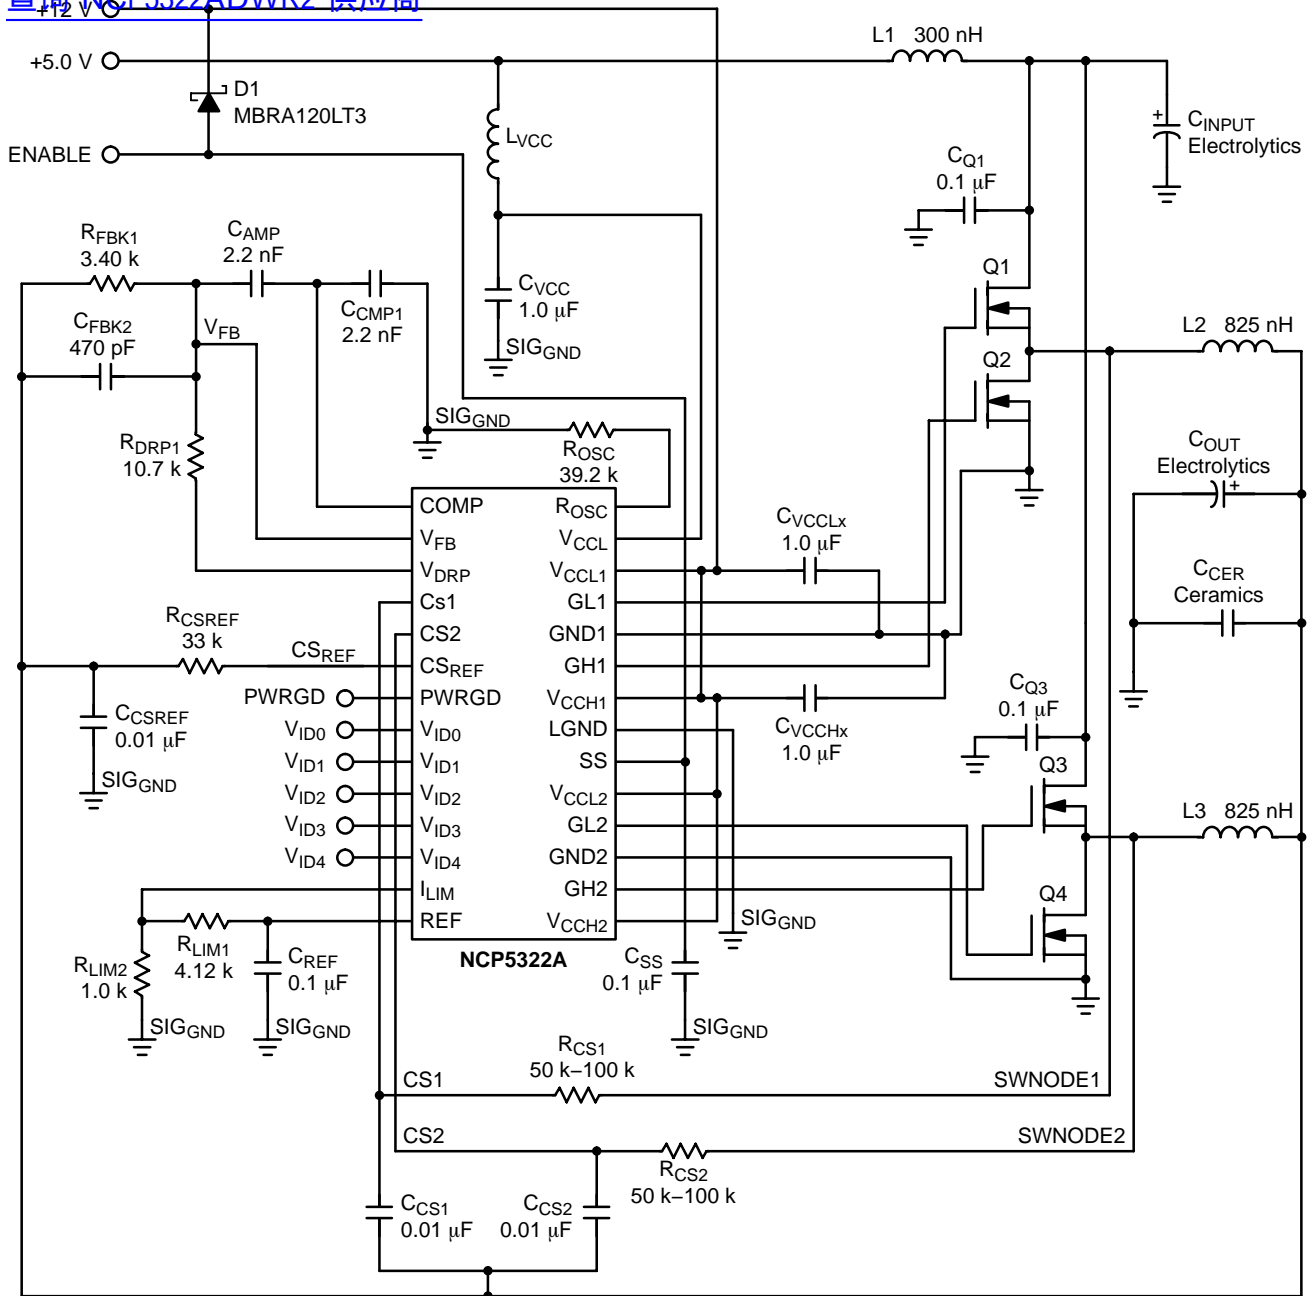 查询"NCP5322ADWR2"供应商
+12 V
+5.0 V
L1 300 nH
D1
MBRA120LT3
ENABLE
LVCC
CINPUT
Electrolytics
CQ1
0.1 μF
RFBK1
3.40 k
CAMP
2.2 nF
CCMP1
2.2 nF
CVCC
1.0 μF
SIGGND
Q1
CFBK2
470 pF
VFB
L2 825 nH
Q2
RDRP1
10.7 k
SIGGND
ROSC
39.2 k
COUT
Electrolytics
COMP
VFB
VDRP
Cs1
CS2
CSREF
PWRGD
VID0
VID1
VID2
VID3
VID4
ILIM
REF
ROSC
VCCL
VCCL1
GL1
GND1
GH1
VCCH1
LGND
SS
VCCL2
GL2
GND2
GH2
VCCH2
NCP5322A
CVCCLx
1.0 μF
CCER
Ceramics
RCSREF
33 k
CSREF
PWRGD
VID0
VID1
VID2
VID3
VID4
CCSREF
0.01 μF
SIGGND
CVCCHx
1.0 μF
CQ3
0.1 μF
Q3
L3 825 nH
Q4
SIGGND
RLIM1
4.12 k
RLIM2
1.0 k
CREF
0.1 μF
CSS
0.1 μF
SIGGND
SIGGND
SIGGND
RCS1
50 k–100 k
CS1
SWNODE1
CS2
SWNODE2
RCS2
50 k–100 k
CCS1
0.01 μF
CCS2
0.01 μF